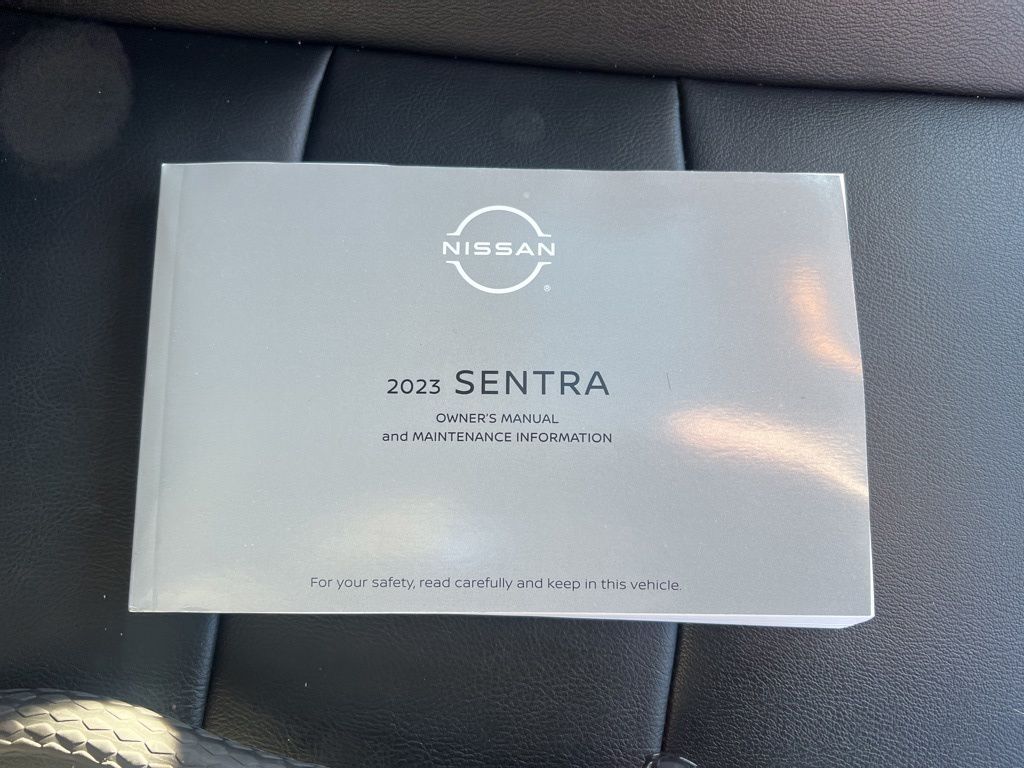 NISSAN
®
2023 SENTRA
OWNER'S MANUAL
and MAINTENANCE INFORMATION
For your safety, read carefully and keep in this vehicle.